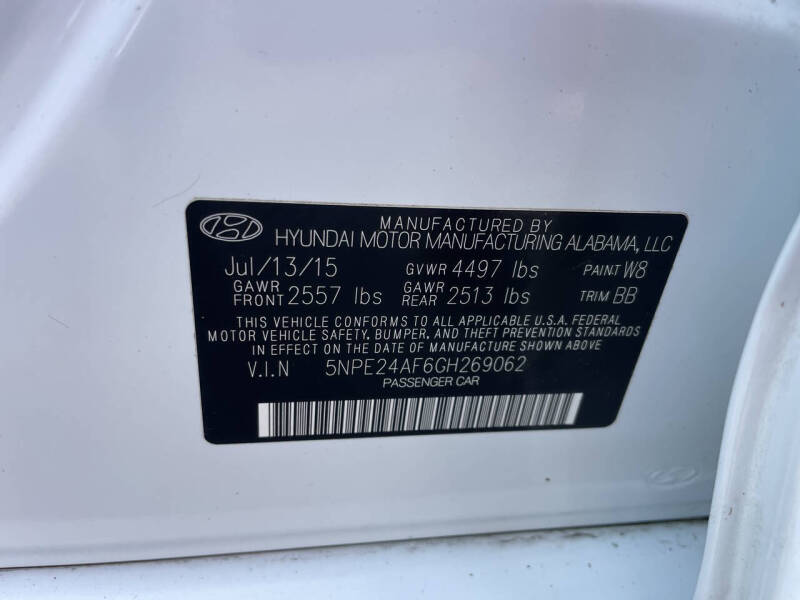 MANUFACTURED BY
HYUNDAI MOTOR MANUFACTURING ALABAMA, LLC
Jul/13/15 GVWR 4497 lbs PAINT W8
GAWR FRONT 2557 lbs GAWR REAR 2513 lbs TRIM BB
THIS VEHICLE CONFORMS TO ALL APPLICABLE U.S.A. FEDERAL
MOTOR VEHICLE SAFETY, BUMPER, AND THEFT PREVENTION STANDARDS
IN EFFECT ON THE DATE OF MANUFACTURE SHOWN ABOVE
V.I.N 5NPE24AF6GH269062
PASSENGER CAR